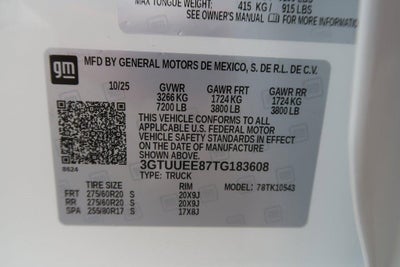 MAX TONGUE WEIGHT: 415 KG / 915 LBS
SEE OWNER'S MANUAL FOR MORE INFORMATION
gm
MFD BY GENERAL MOTORS DE MEXICO, S. DE R.L. DE C.V.
10/25 GVWR GAWR FRT GAWR RR
3266 KG 1724 KG 1724 KG
7200 LB 3800 LB 3800 LB
THIS VEHICLE CONFORMS TO ALL
APPLICABLE U.S. FEDERAL MOTOR
VEHICLE SAFETY STANDARDS IN
EFFECT ON THE DATE OF
MANUFACTURE SHOWN ABOVE.
8624 3GTUUEE87TG183608
TYPE: TRUCK
TIRE SIZE RIM MODEL: 78TK10543
FRT 275/60R20 S 20X9J
RR 275/60R20 S 20X9J
SPA 255/80R17 S 17X8J